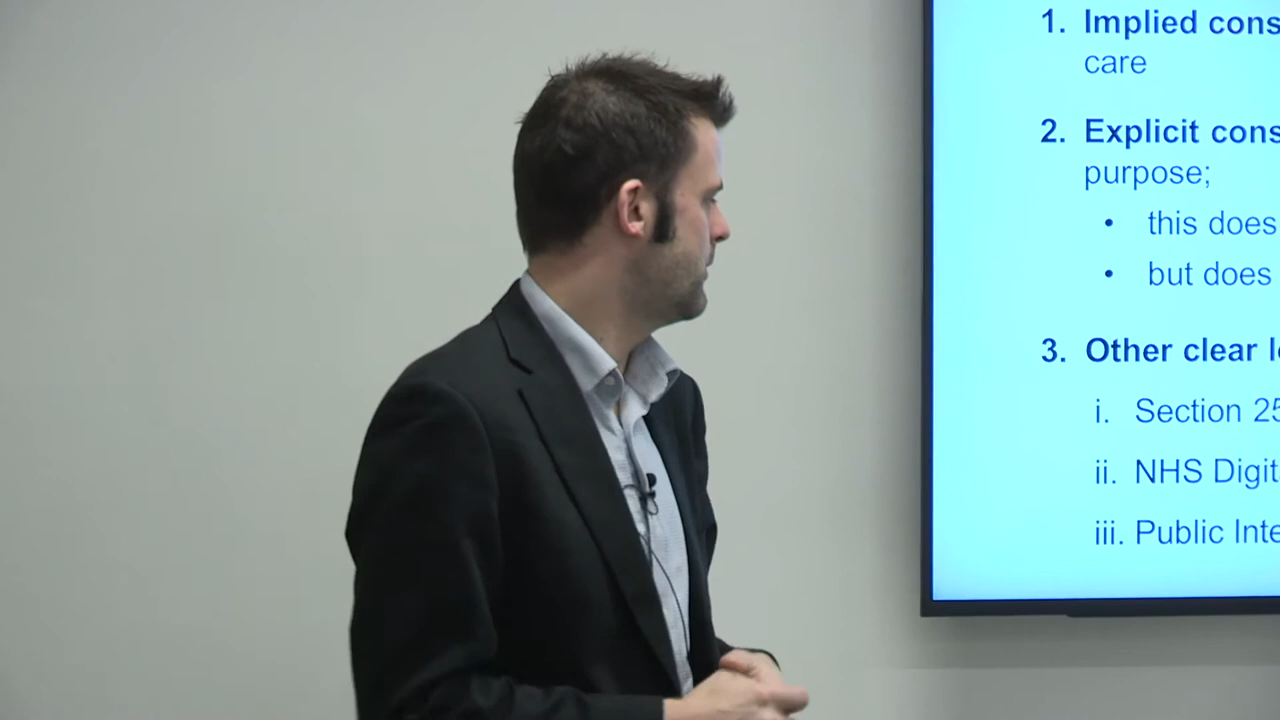 1. Implied cons
care
2. Explicit cons
purpose;
• this does
• but does
3. Other clear l
i. Section 25
ii. NHS Digit
iii. Public Inte